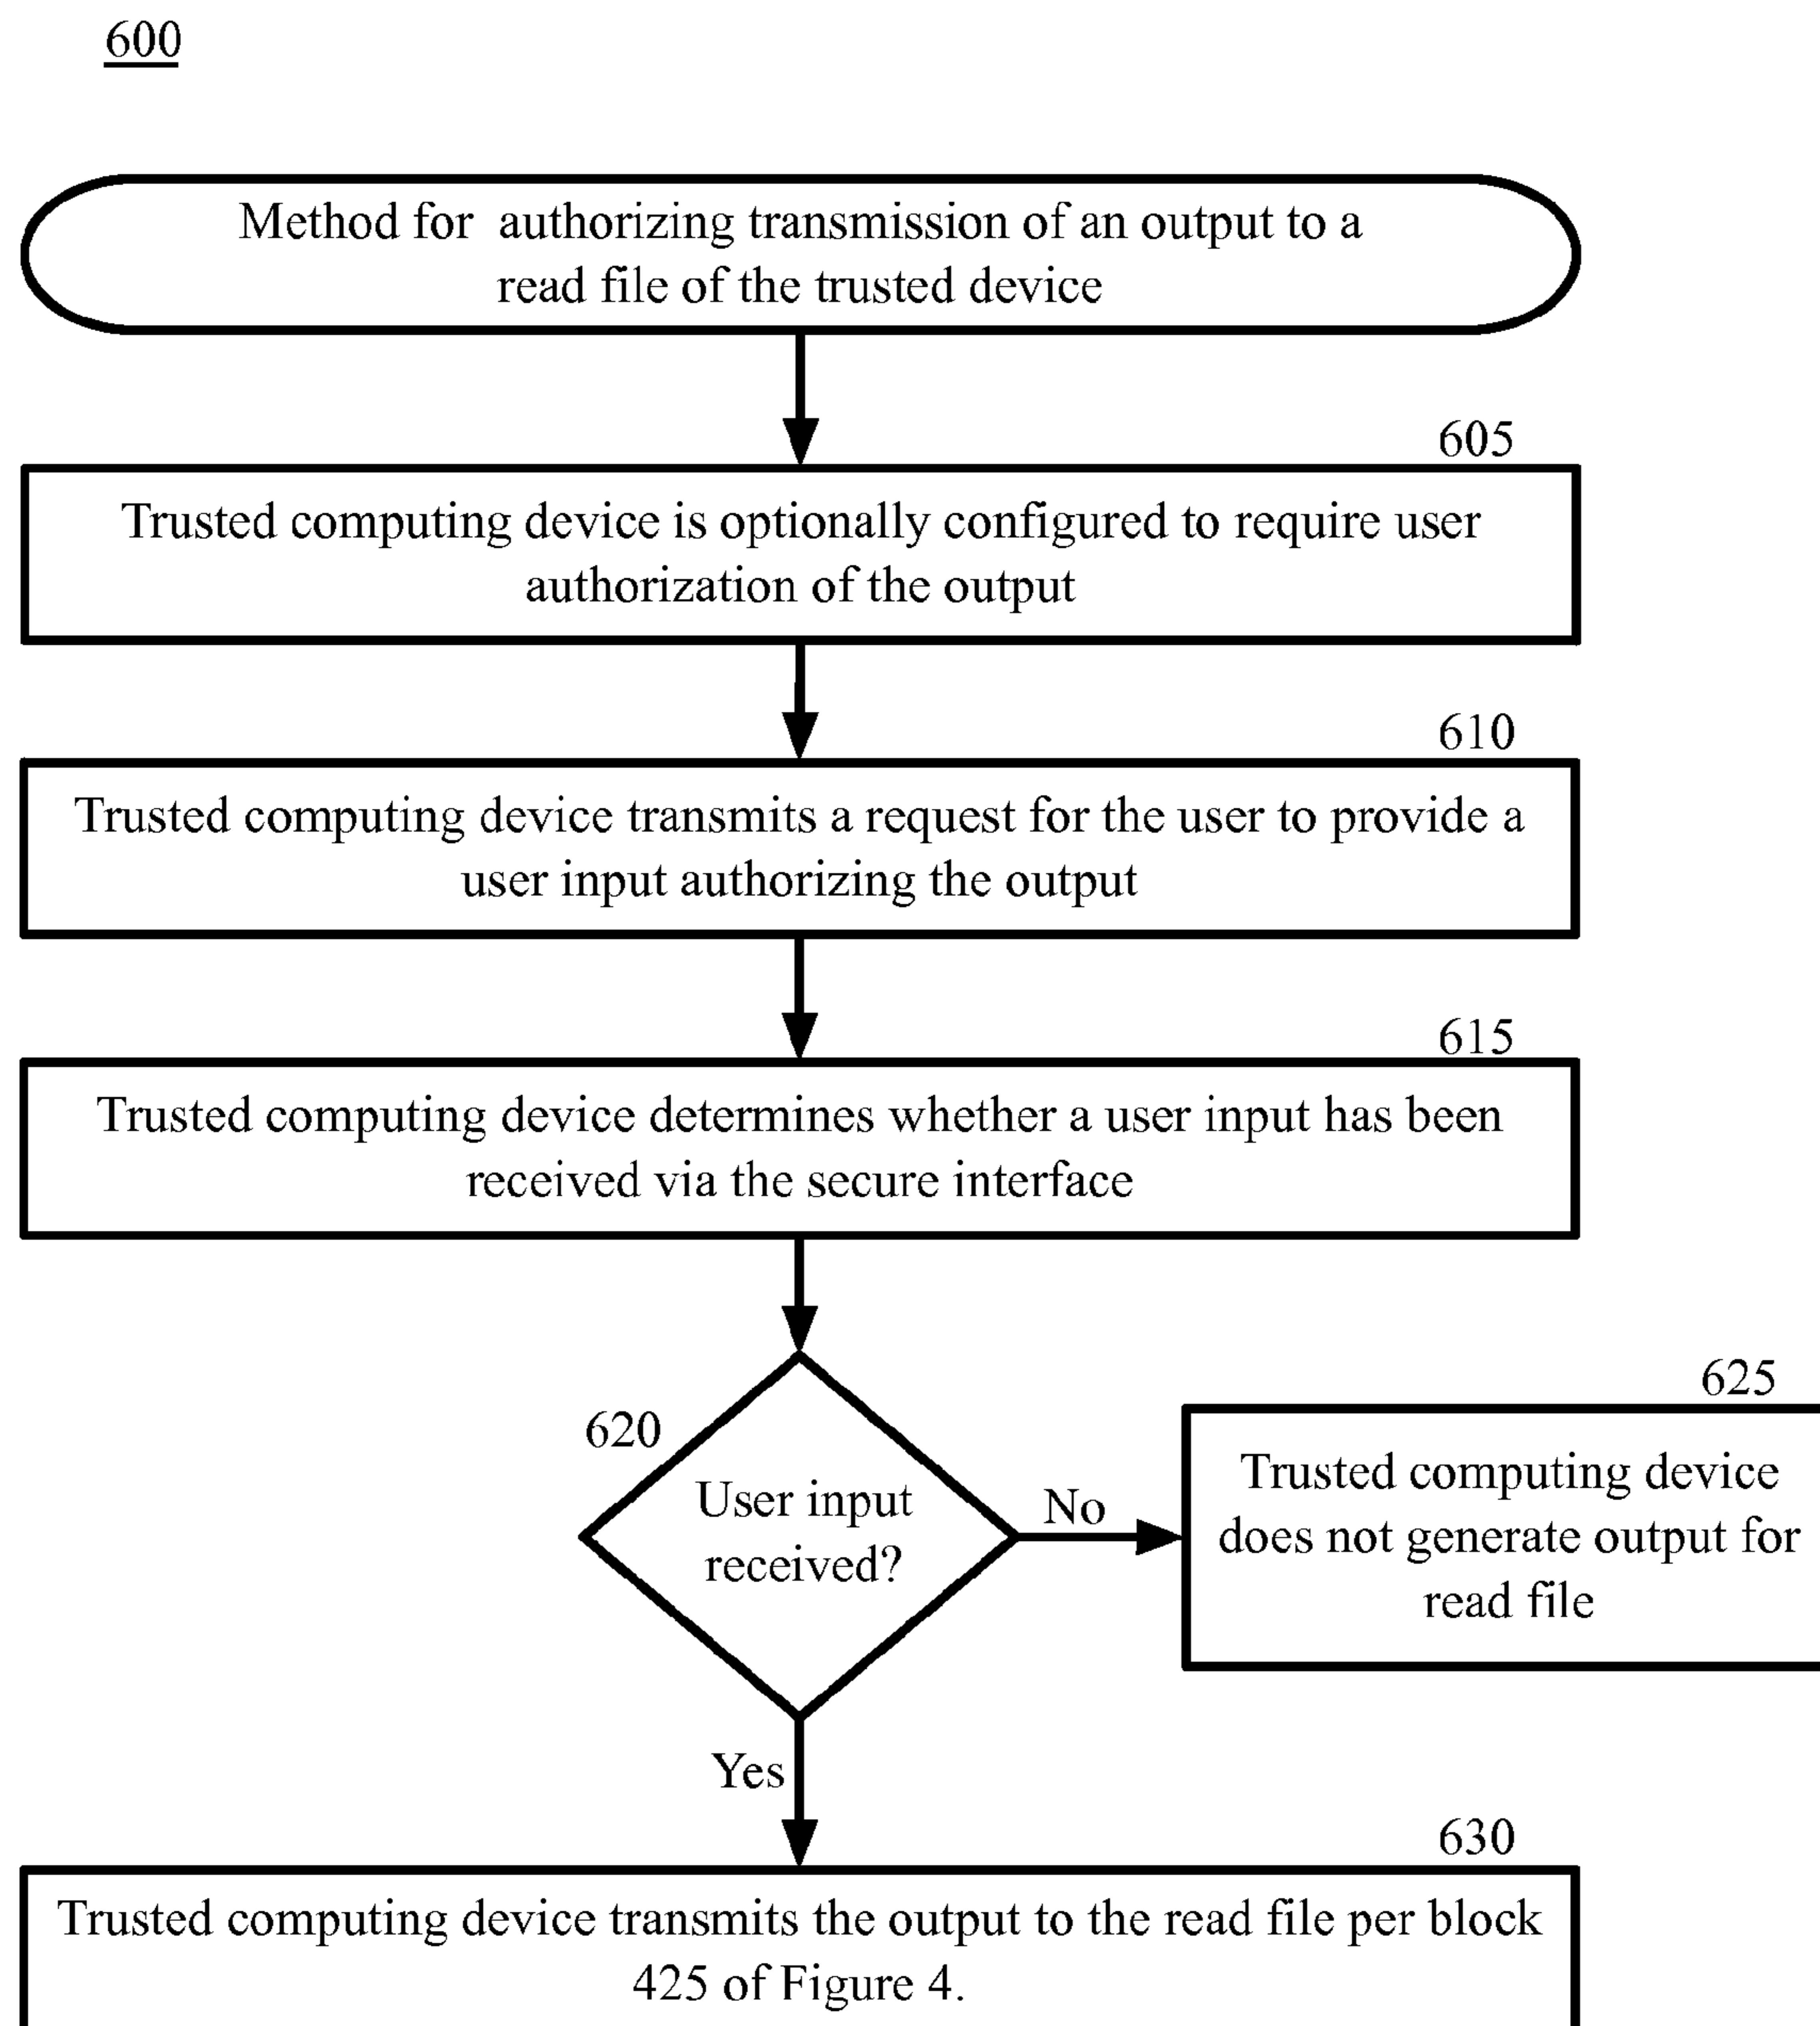 600
Method for authorizing transmission of an output to a
read file of the trusted device
605
Trusted computing device is optionally configured to require user
authorization of the output
610
Trusted computing device transmits a request for the user to provide a
user input authorizing the output
615
Trusted computing device determines whether a user input has been
received via the secure interface
620
User input
received?
No
625
Trusted computing device
does not generate output for
read file
Yes
630
Trusted computing device transmits the output to the read file per block
425 of Figure 4.